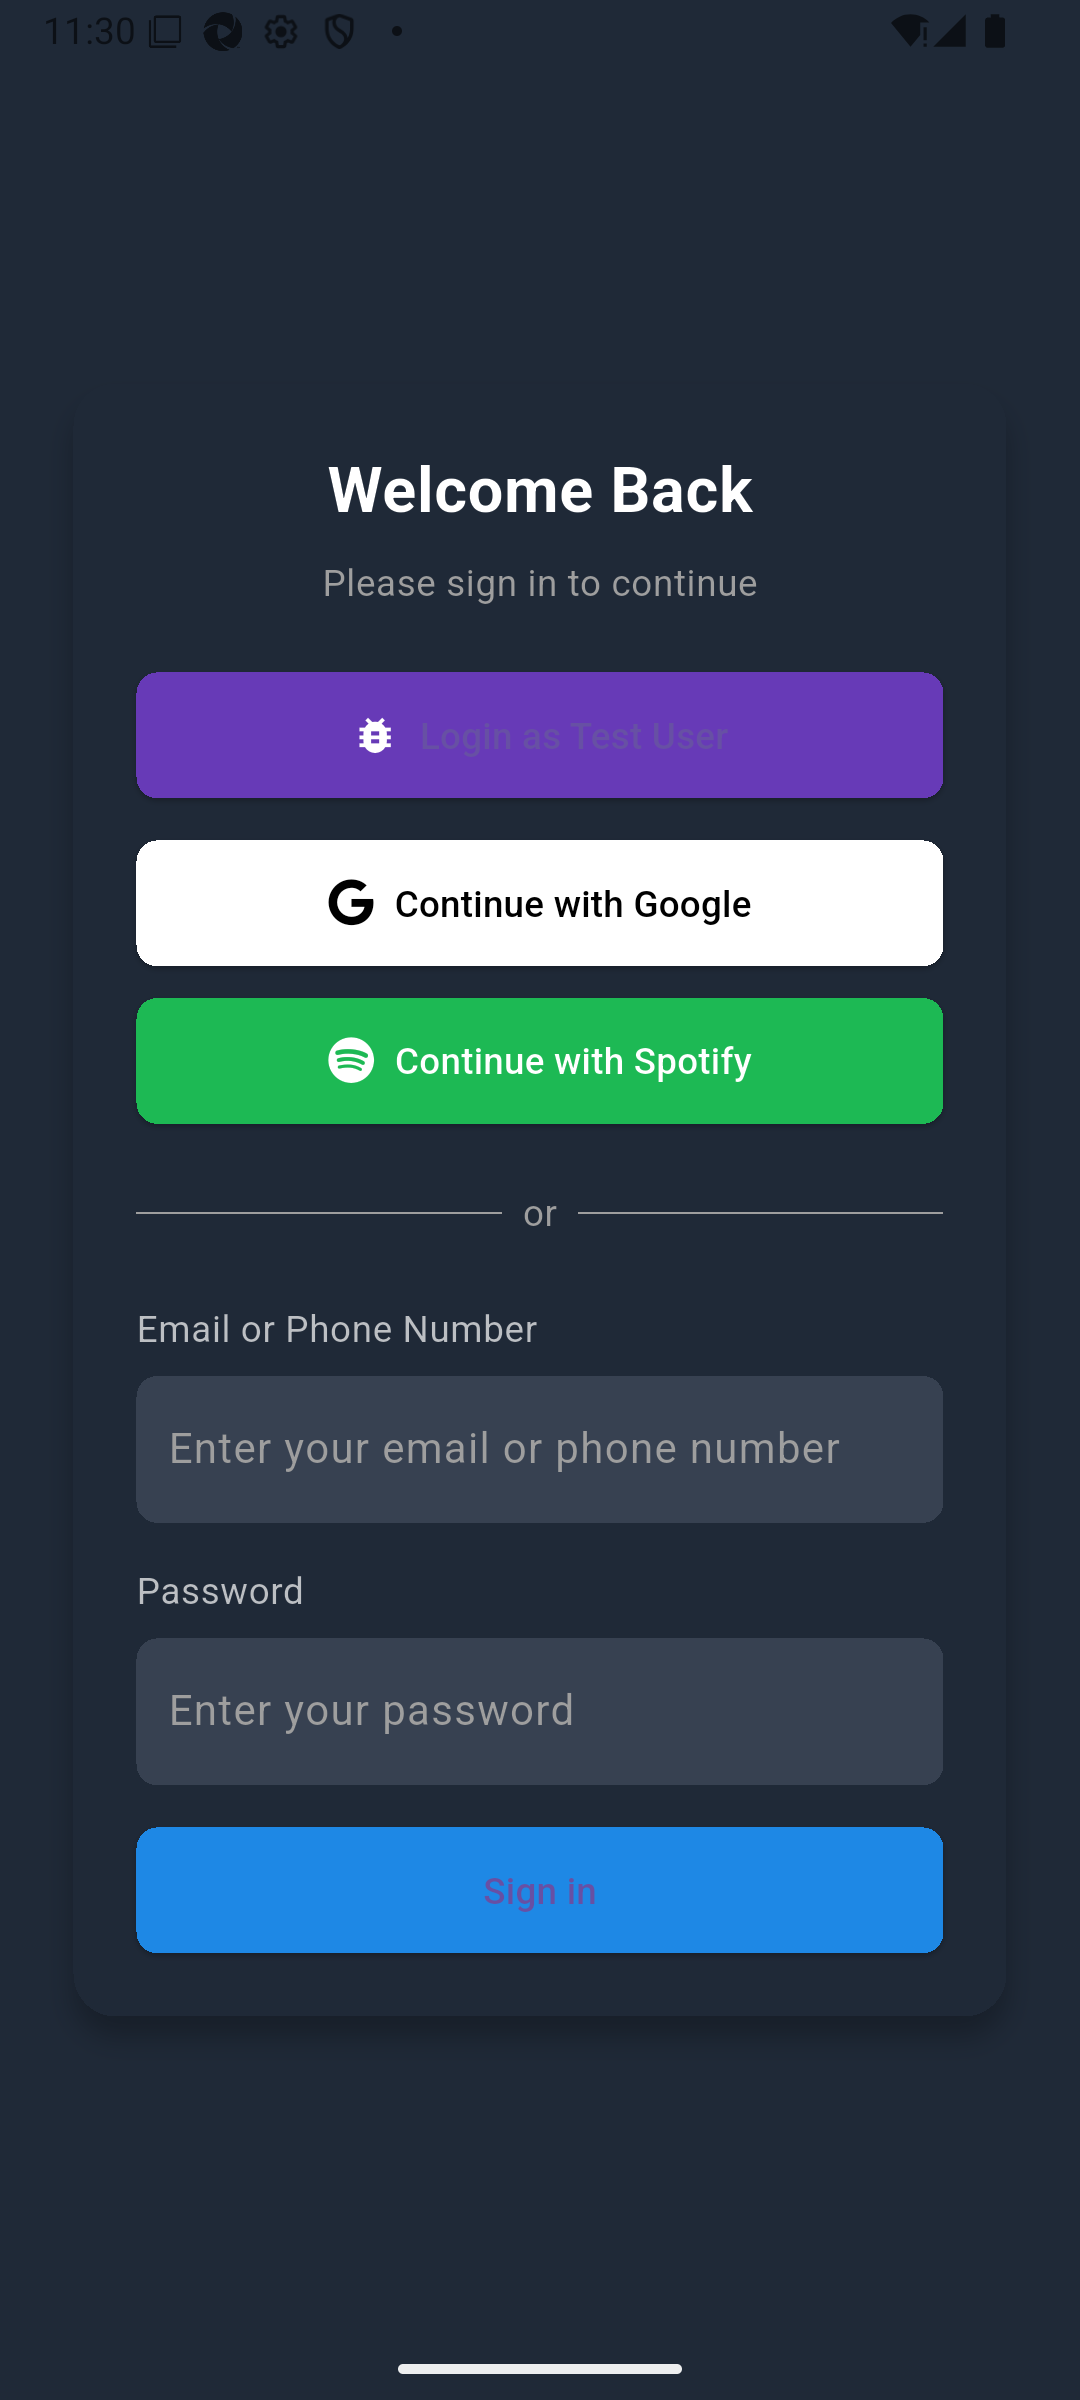 11:30
Welcome Back
Please sign in to continue
Login as Test User
Continue with Google
Continue with Spotify
or
Email or Phone Number
Enter your email or phone number
Password
Enter your password
Sign in